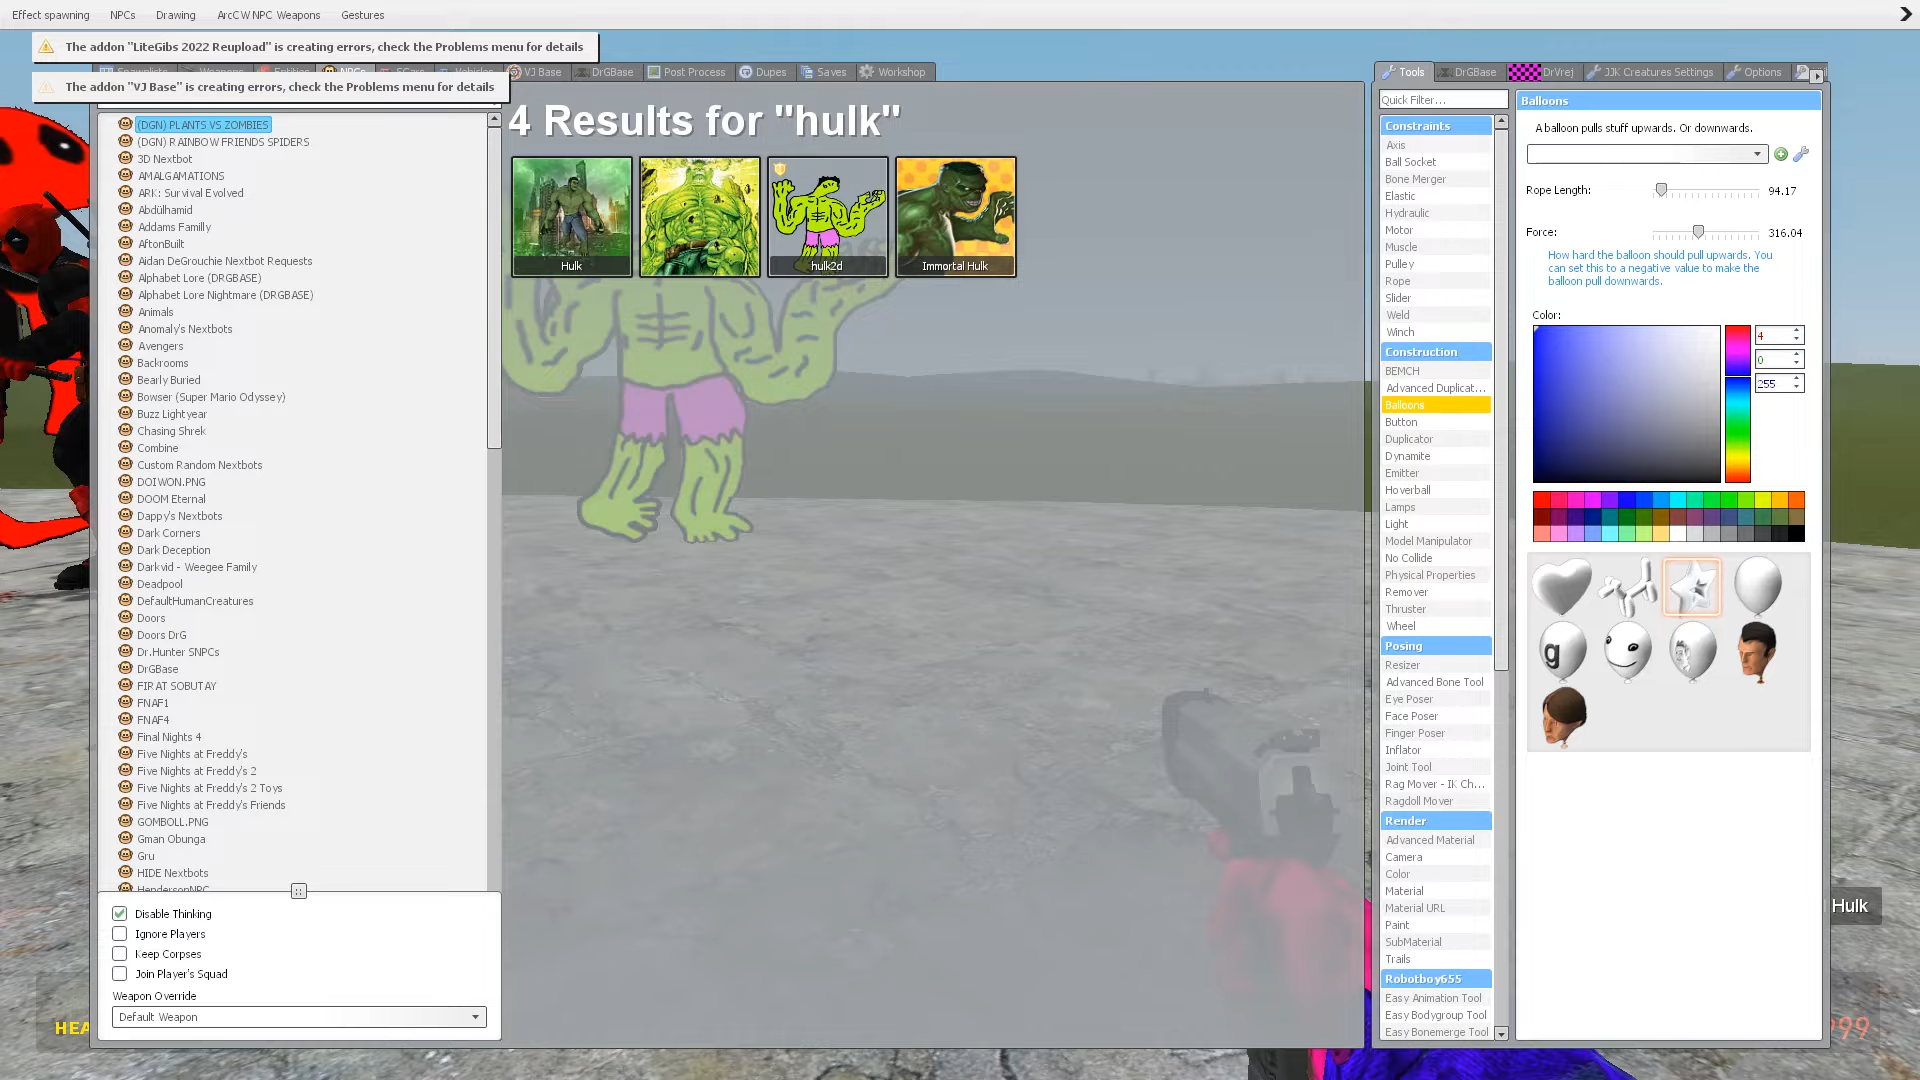 Effect spawning NPCs Drawing ArcCW NPC Weapons Gestures
The addon "LiteGibs 2022 Reupload" is creating errors, check the Problems menu for details
The addon "VJ Base" is creating errors, check the Problems menu for details
VJ Base DrGBase Post Process Dupes Saves Workshop
(DGN) PLANTS VS ZOMBIES
(DGN) RAINBOW FRIENDS SPIDERS
3D Nextbot
AMALGAMATIONS
ARK: Survival Evolved
Abdülhamid
Addams Familly
AftonBuilt
Aidan DeGrouchie Nextbot Requests
Alphabet Lore (DRGBASE)
Alphabet Lore Nightmare (DRGBASE)
Animals
Anomaly's Nextbots
Avengers
Backrooms
Bearly Buried
Bowser (Super Mario Odyssey)
Buzz Lightyear
Chasing Shrek
Combine
Custom Random Nextbots
DOIWON.PNG
DOOM Eternal
Dappy's Nextbots
Dark Corners
Dark Deception
Darkvid - Weegee Family
Deadpool
DefaultHumanCreatures
Doors
Doors DrG
Dr.Hunter SNPCs
DrGBase
FIRAT SOBUTAY
FNAF1
FNAF4
Final Nights 4
Five Nights at Freddy's
Five Nights at Freddy's 2
Five Nights at Freddy's 2 Toys
Five Nights at Freddy's Friends
GOMBOLL.PNG
Gman Obunga
Gru
HIDE Nextbots
HendersonNPC
Disable Thinking
Ignore Players
Keep Corpses
Join Player's Squad
Weapon Override
Default Weapon
HEA
4 Results for "hulk"
Hulk
hulk2d
Immortal Hulk
Tools DrGBase DrVrej JJK Creatures Settings Options
Quick Filter...
Constraints
Axis
Ball Socket
Bone Merger
Elastic
Hydraulic
Motor
Muscle
Pulley
Rope
Slider
Weld
Winch
Construction
BEMCH
Advanced Duplicat...
Balloons
Button
Duplicator
Dynamite
Emitter
Hoverball
Lamps
Light
Model Manipulator
No Collide
Physical Properties
Remover
Thruster
Wheel
Posing
Resizer
Advanced Bone Tool
Eye Poser
Face Poser
Finger Poser
Inflator
Joint Tool
Rag Mover - IK Ch...
Ragdoll Mover
Render
Advanced Material
Camera
Color
Material
Material URL
Paint
SubMaterial
Trails
Robotboy655
Easy Animation Tool
Easy Bodygroup Tool
Easy Bonemerge Tool
Balloons
A balloon pulls stuff upwards. Or downwards.
Rope Length: 94.17
Force: 316.04
How hard the balloon should pull upwards. You
can set this to a negative value to make the
balloon pull downwards.
Color:
4
0
255
g
Hulk
999